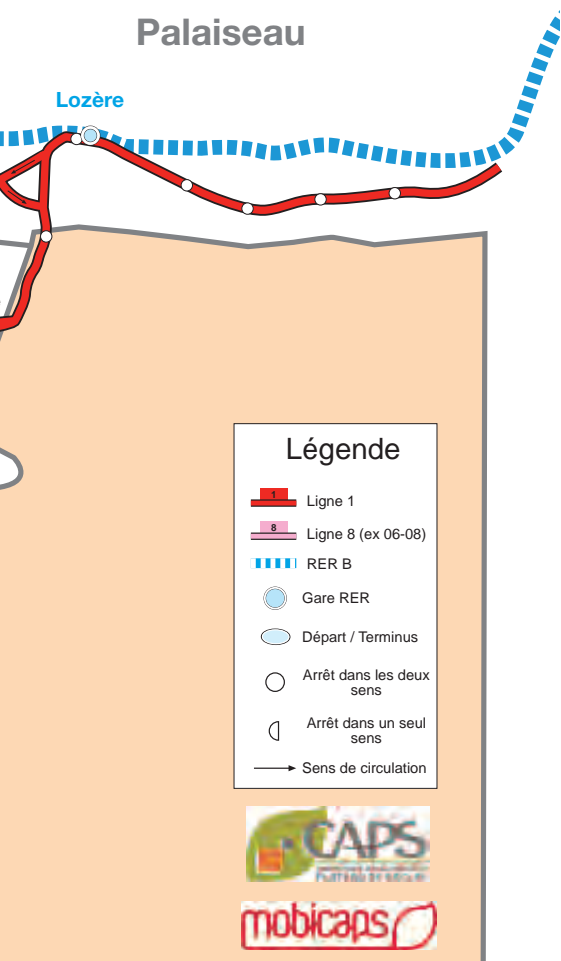 Palaiseau
Lozère
Légende
1
Ligne 1
8
Ligne 8 (ex 06-08)
RER B
Gare RER
Départ / Terminus
Arrêt dans les deux
sens
Arrêt dans un seul
sens
Sens de circulation
CAPS
mobicaps